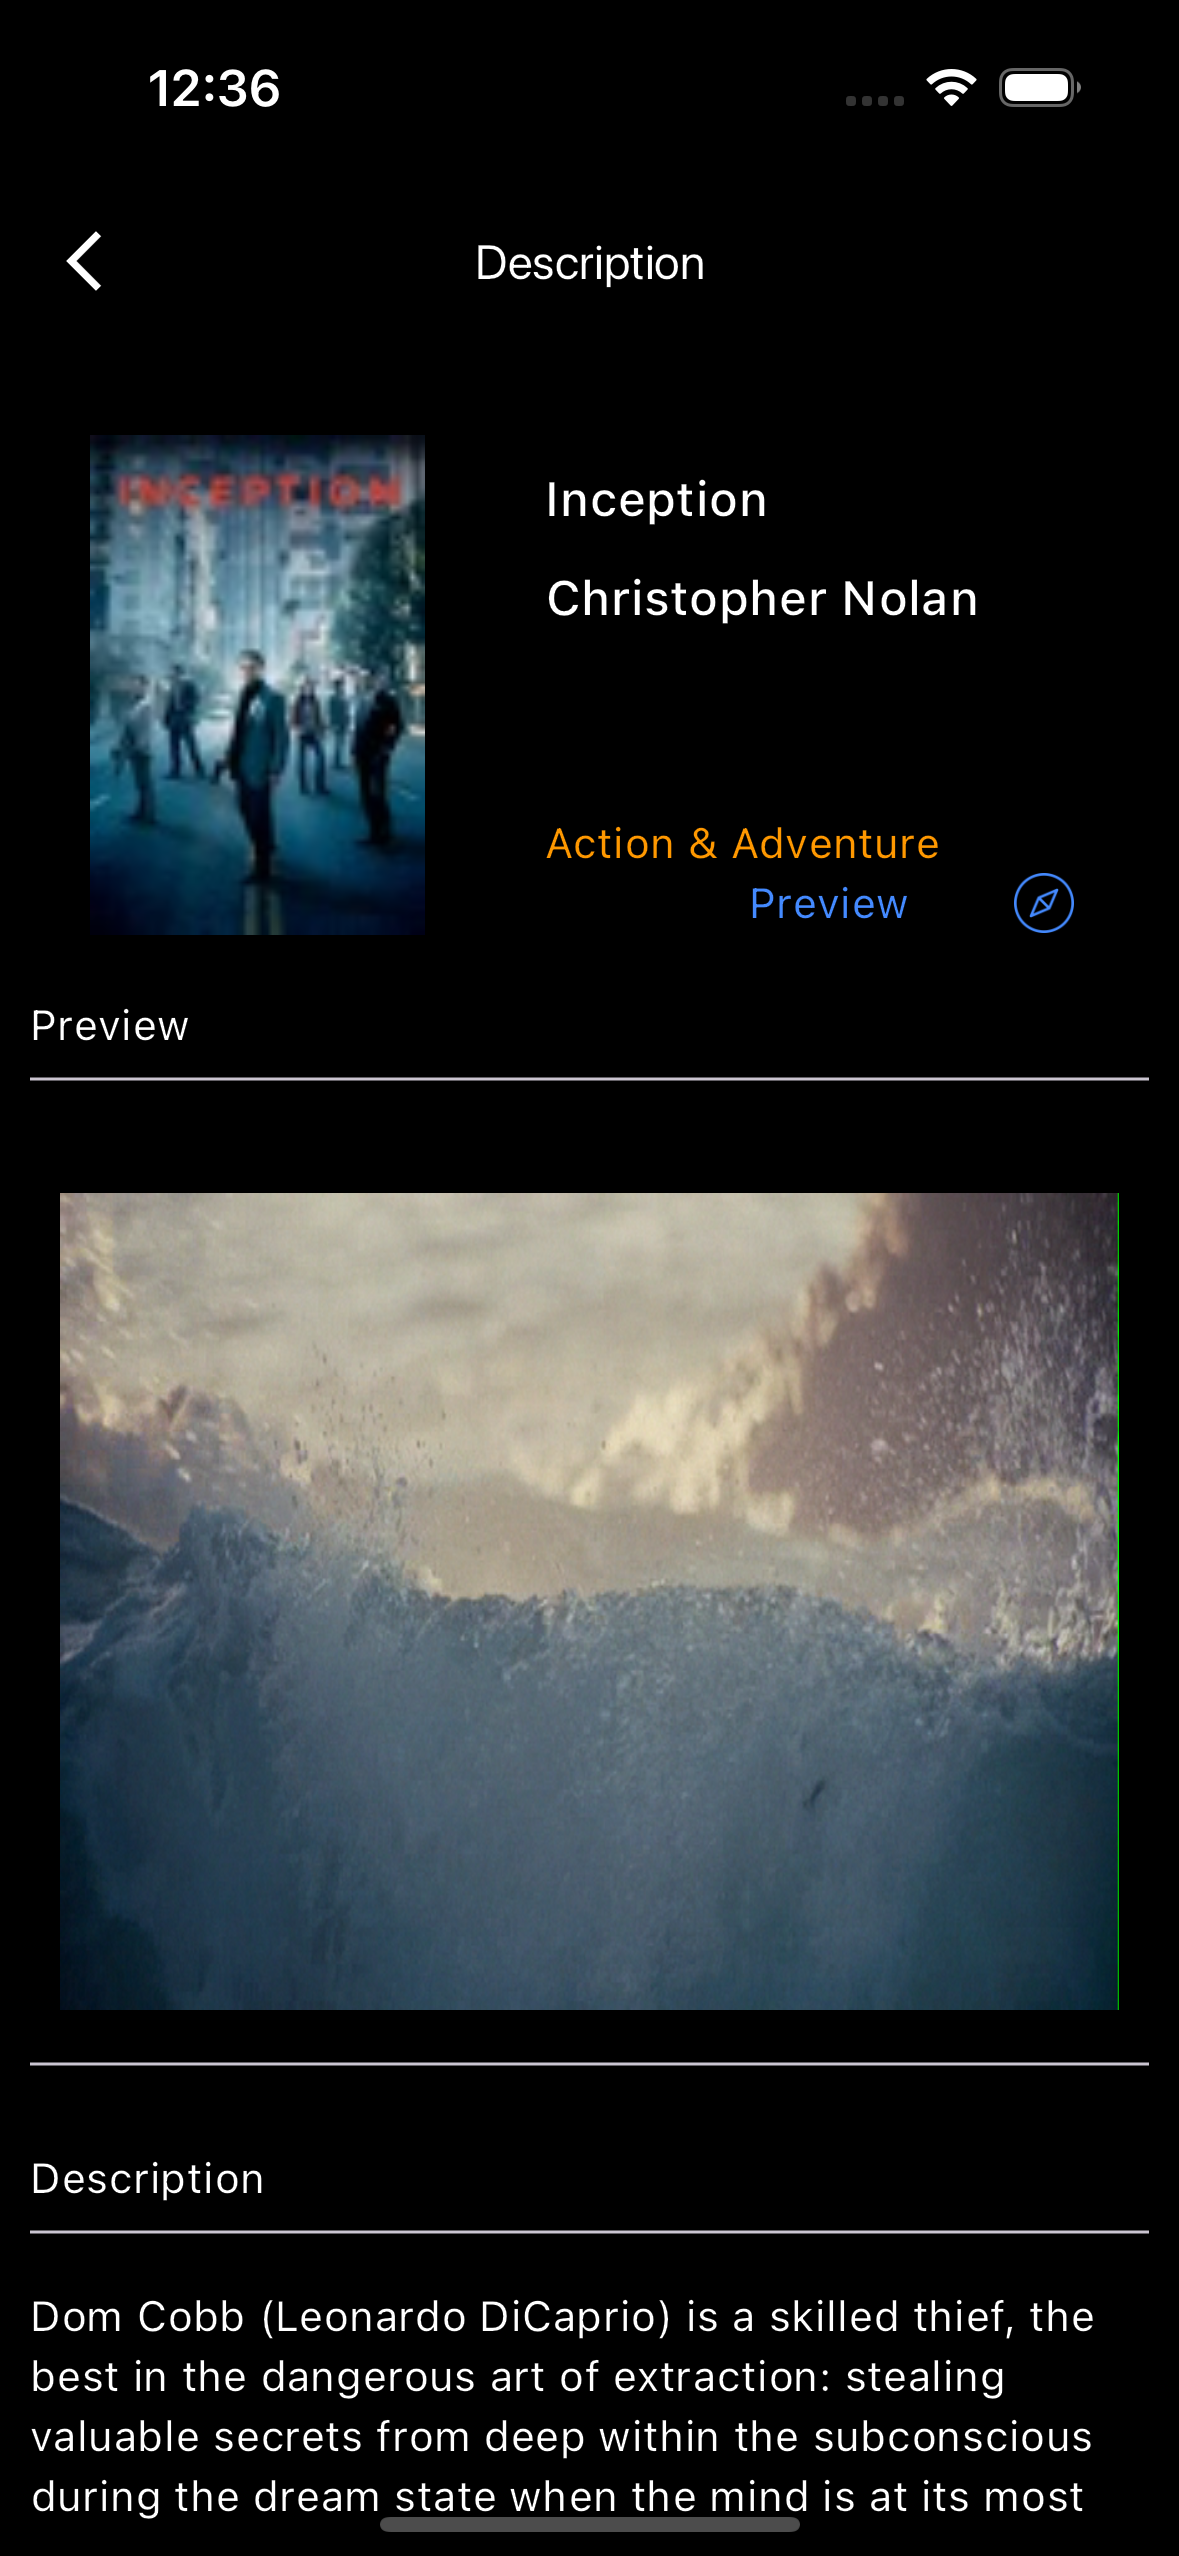 12:36
Description
INCEPTION
Inception
Christopher Nolan
Action & Adventure
Preview
Preview
Description
Dom Cobb (Leonardo DiCaprio) is a skilled thief, the
best in the dangerous art of extraction: stealing
valuable secrets from deep within the subconscious
during the dream state when the mind is at its most